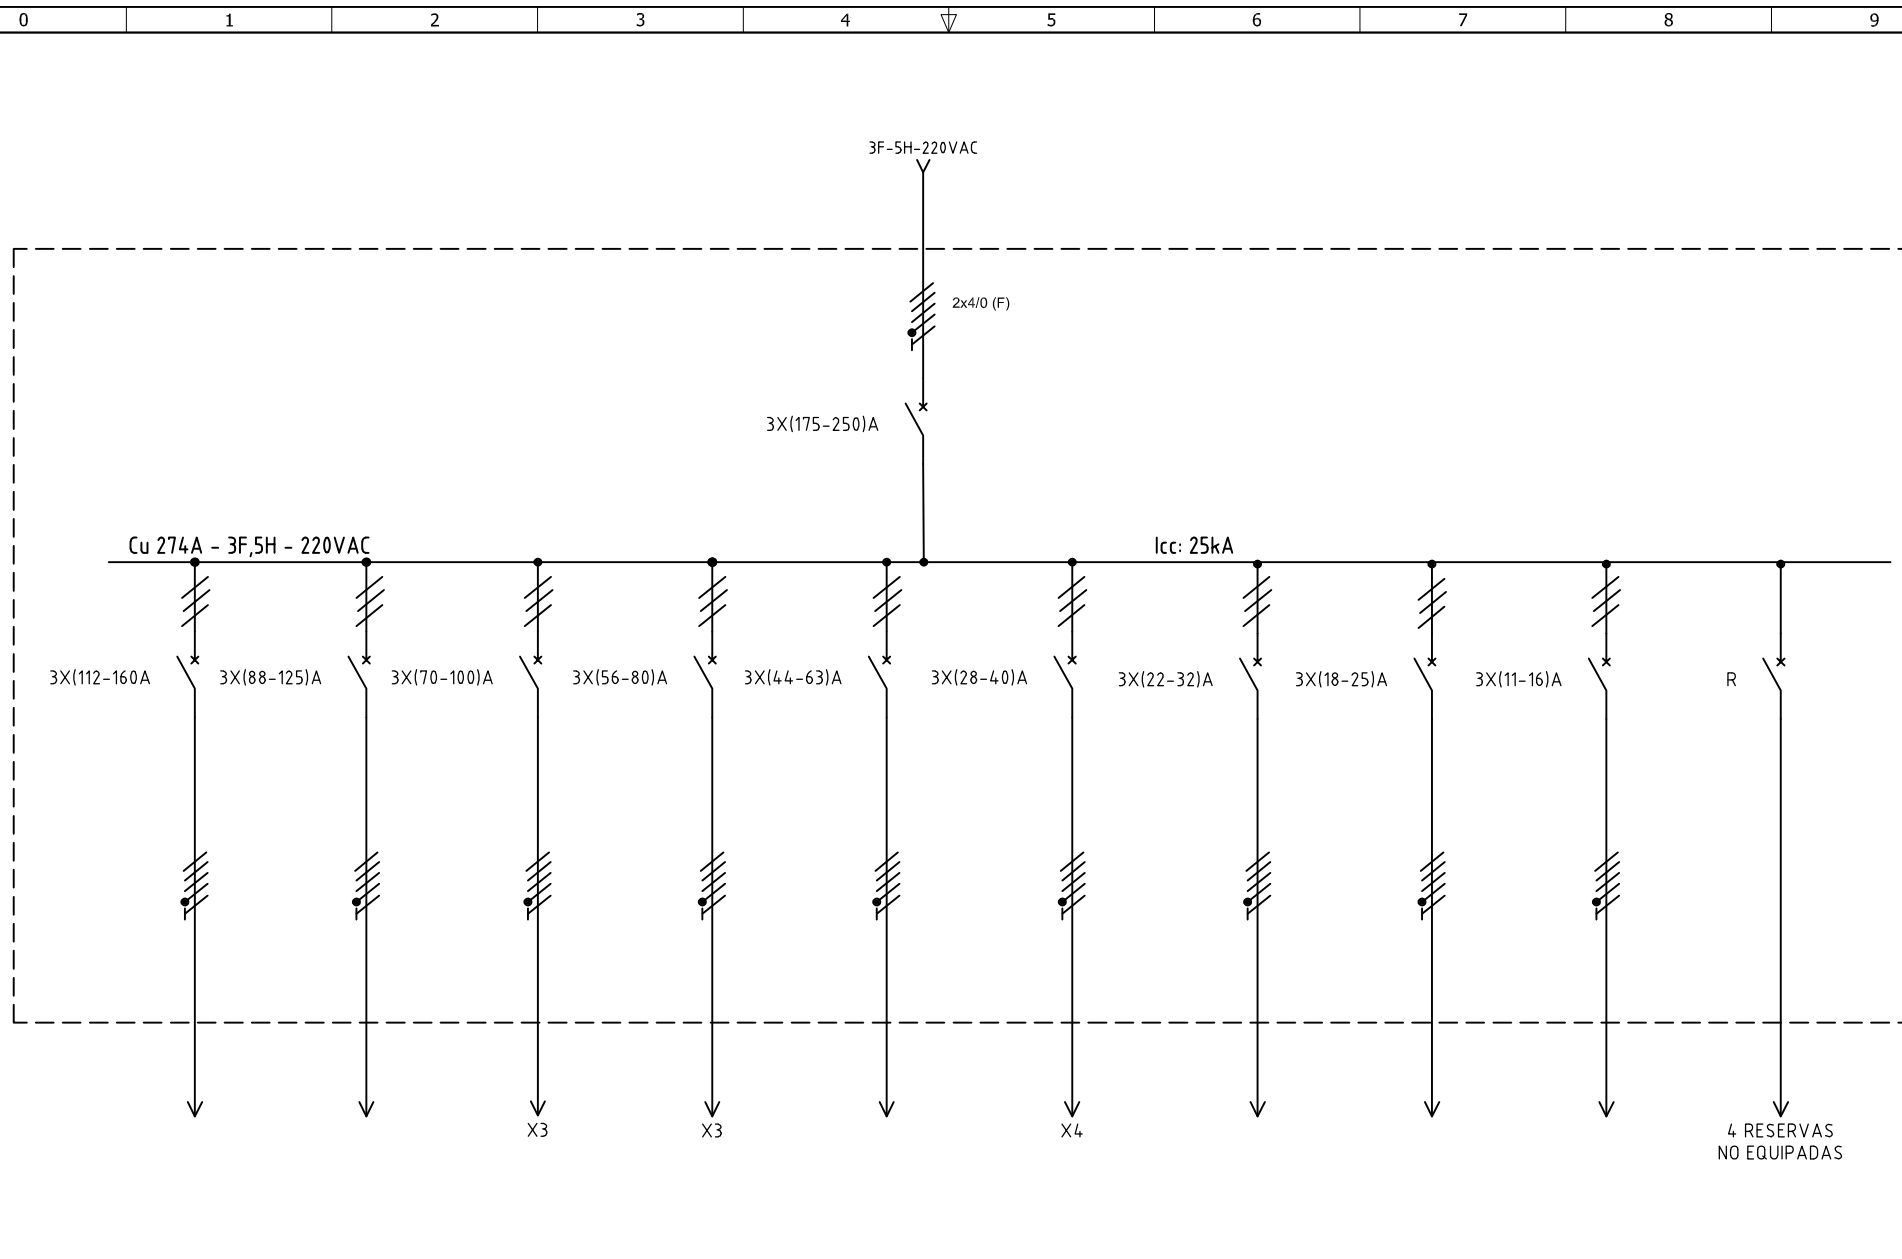 0 1 2 3 4 5 6 7 8 9
3F-5H-220VAC
2x4/0 (F)
3X(175-250)A
Cu 274A - 3F,5H - 220VAC
Icc: 25kA
3X(112-160A
3X(88-125)A
3X(70-100)A
3X(56-80)A
3X(44-63)A
3X(28-40)A
3X(22-32)A
3X(18-25)A
3X(11-16)A
R
X3
X3
X4
4 RESERVAS
NO EQUIPADAS